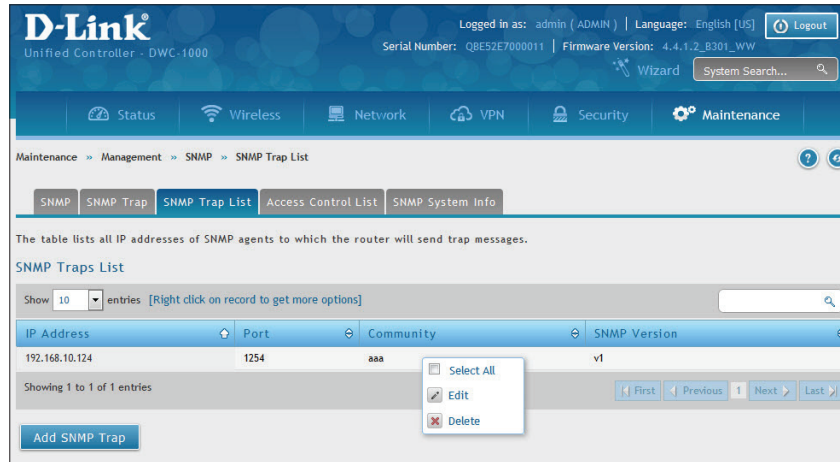 D-Link
Unified Controller - DWC-1000
Logged in as: admin ( ADMIN ) | Language: English [US] Logout
Serial Number: QBE52E7000011 | Firmware Version: 4.4.1.2_B301_WW
Wizard System Search...
Status Wireless Network VPN Security Maintenance
Maintenance » Management » SNMP » SNMP Trap List
SNMP SNMP Trap SNMP Trap List Access Control List SNMP System Info
The table lists all IP addresses of SNMP agents to which the router will send trap messages.
SNMP Traps List
Show 10 entries [Right click on record to get more options]
IP Address Port Community SNMP Version
192.168.10.124 1254 aaa v1
Select All
Edit
Delete
Showing 1 to 1 of 1 entries First Previous 1 Next Last
Add SNMP Trap